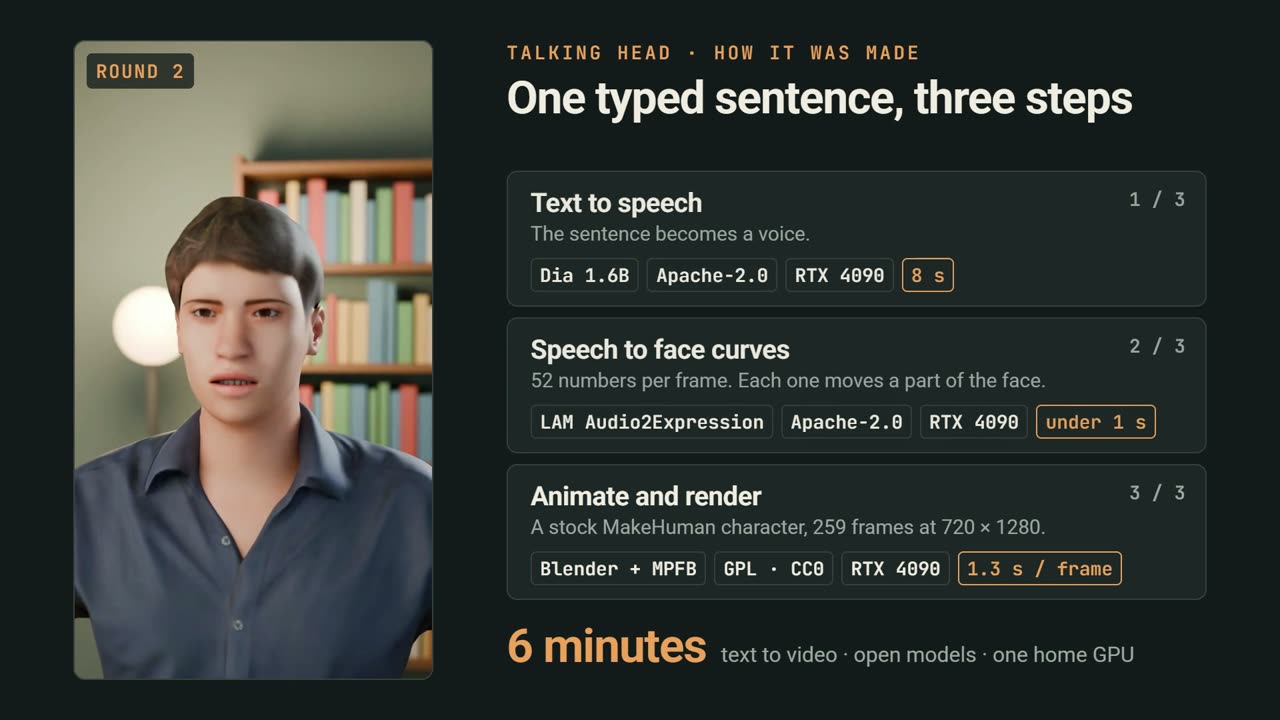 ROUND 2
TALKING HEAD · HOW IT WAS MADE
One typed sentence, three steps
Text to speech
1 / 3
The sentence becomes a voice.
Dia 1.6B Apache-2.0 RTX 4090 8 s
Speech to face curves
2 / 3
52 numbers per frame. Each one moves a part of the face.
LAM Audio2Expression Apache-2.0 RTX 4090 under 1 s
Animate and render
3 / 3
A stock MakeHuman character, 259 frames at 720 × 1280.
Blender + MPFB GPL · CC0 RTX 4090 1.3 s / frame
6 minutes text to video · open models · one home GPU